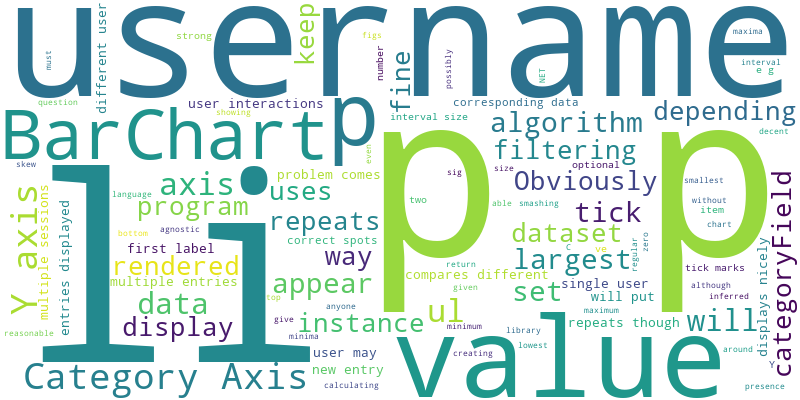 username
li
p
p
p
BarChart
value
Category Axis
Y axis
categoryField
algorithm
filtering
depending
Obviously
tick
dataset
largest
set
will
ul
keep
fine
different user
user interactions
strong
figs
number
possibly
NET
maxima
interval
e g
must
question
showing
corresponding data
interval size
decent
skew
even
sig
size
optional
smallest
problem comes
axis
uses
program
language
agnostic
repeats
two
able
smashing
item
without
chart
correct spots
way
first label
rendered
multiple entries
multiple sessions
entries displayed
bottom
appear
compares different
c
ve
regular
zero
tick marks
although
inferred
displays nicely
single user
will put
return
given
top
data
display
instance
anyone
give
minimum
maximum
repeats though
reasonable
minima
user may
new entry
calculating
creating
library
lowest
around
Y
presence